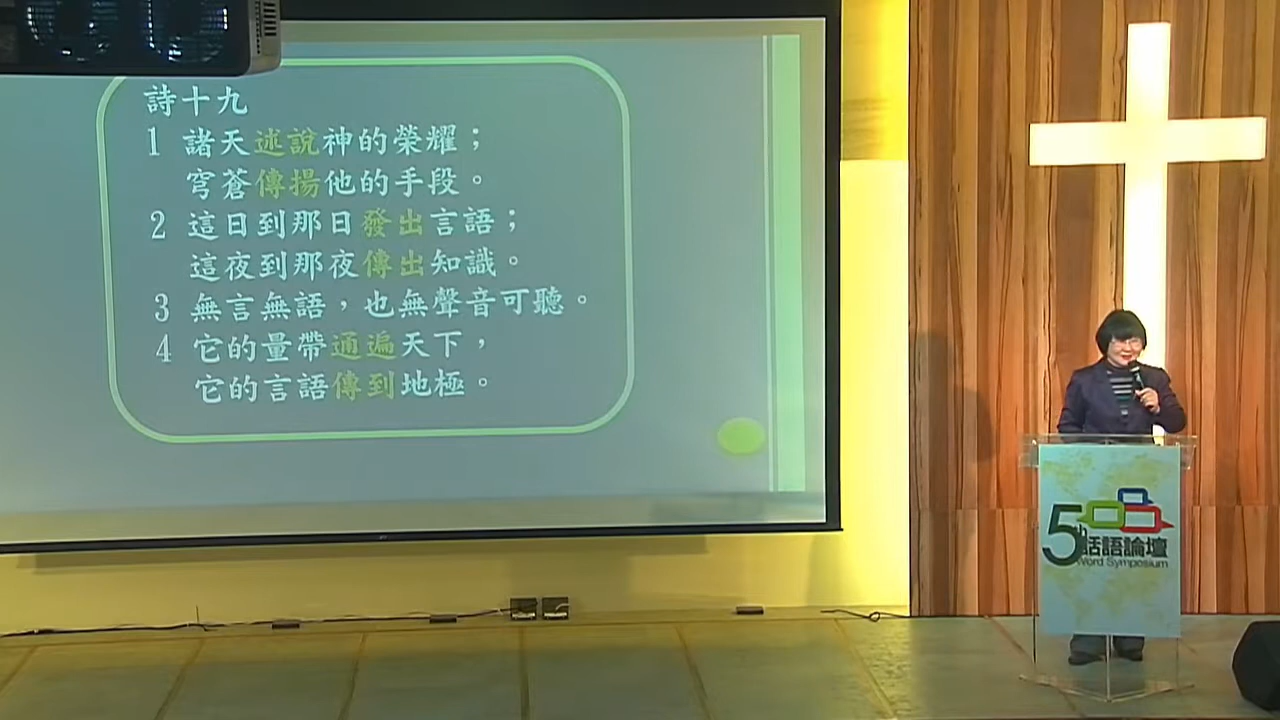 詩十九
1 諸天述說神的榮耀；
穹蒼傳揚他的手段。
2 這日到那日發出言語；
這夜到那夜傳出知識。
3 無言無語，也無聲音可聽。
4 它的量帶通遍天下，
它的言語傳到地極。
5th 話語論壇
Word Symposium